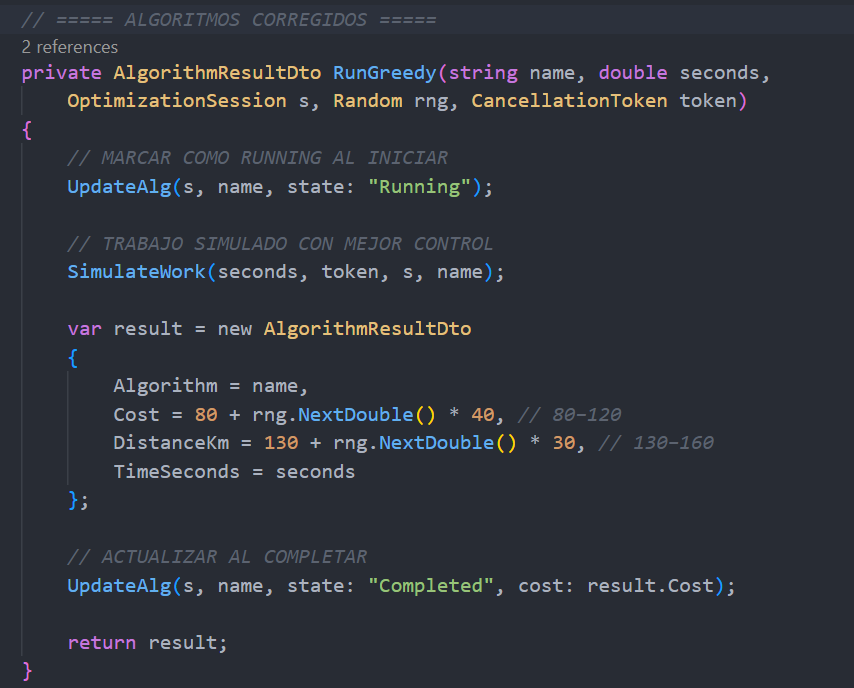 // ===== ALGORITMOS CORREGIDOS =====
2 references
private AlgorithmResultDto RunGreedy(string name, double seconds,
OptimizationSession s, Random rng, CancellationToken token)
{
// MARCAR COMO RUNNING AL INICIAR
UpdateAlg(s, name, state: "Running");
// TRABAJO SIMULADO CON MEJOR CONTROL
SimulateWork(seconds, token, s, name);
var result = new AlgorithmResultDto
{
Algorithm = name,
Cost = 80 + rng.NextDouble() * 40, // 80–120
DistanceKm = 130 + rng.NextDouble() * 30, // 130–160
TimeSeconds = seconds
};
// ACTUALIZAR AL COMPLETAR
UpdateAlg(s, name, state: "Completed", cost: result.Cost);
return result;
}